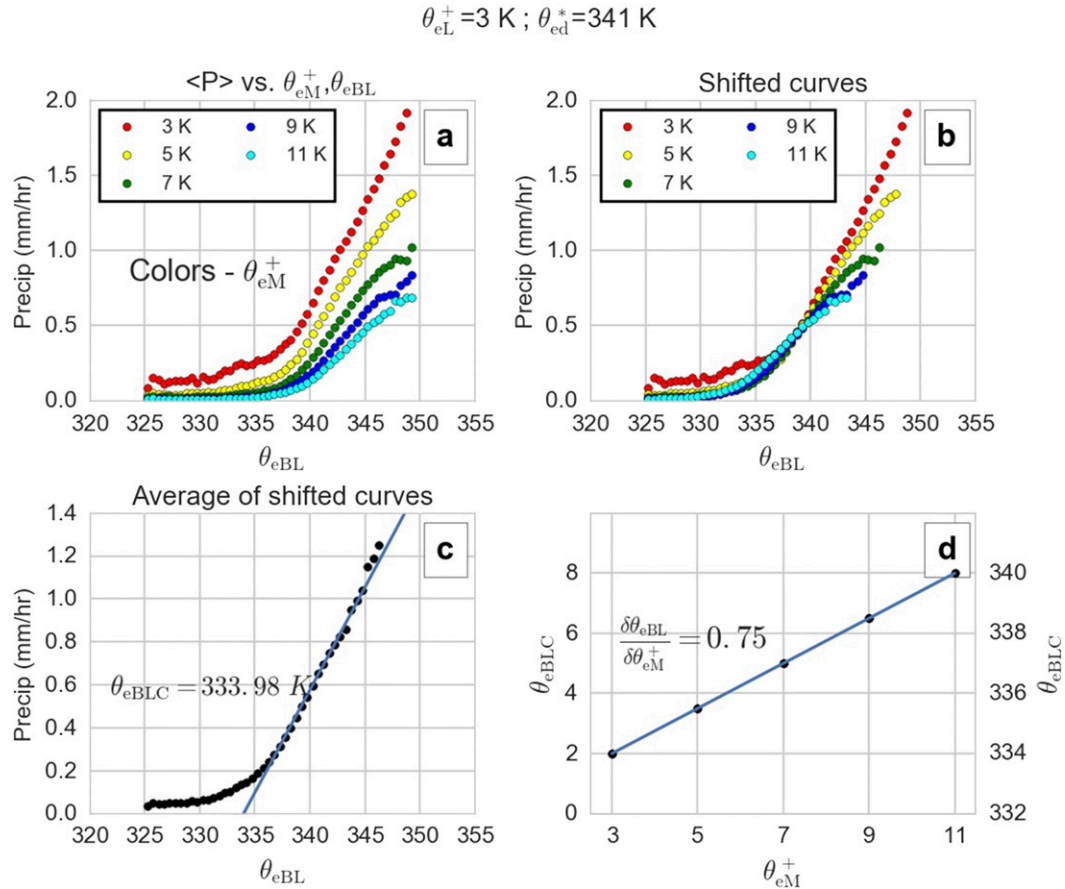 θ⁺eL=3 K ; θ*ed=341 K
<P> vs. θ⁺eM,θeBL
Shifted curves
2.0
1.5
1.0
0.5
0.0
Precip (mm/hr)
3 K
5 K
7 K
9 K
11 K
a
Colors - θ⁺eM
320 325 330 335 340 345 350 355
θeBL
2.0
1.5
1.0
0.5
0.0
Precip (mm/hr)
3 K
5 K
7 K
9 K
11 K
b
320 325 330 335 340 345 350 355
θeBL
Average of shifted curves
1.4
1.2
1.0
0.8
0.6
0.4
0.2
0.0
Precip (mm/hr)
c
θeBLC = 333.98 K
320 325 330 335 340 345 350 355
θeBL
8
6
4
2
0
θeBLC
d
δθeBL/δθ⁺eM = 0.75
340
338
336
334
332
θeBLC
3 5 7 9 11
θ⁺eM